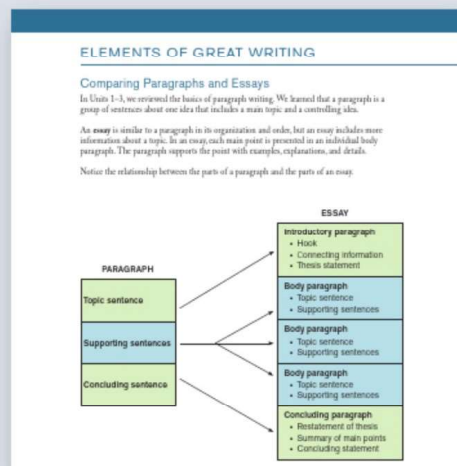 ELEMENTS OF GREAT WRITING
Comparing Paragraphs and Essays
In Units 1–3, we reviewed the basics of paragraph writing. We learned that a paragraph is a
group of sentences about one idea that includes a main topic and a controlling idea.
An essay is similar to a paragraph in its organization and order, but an essay includes more
information about a topic. In an essay, each main point is presented in an individual body
paragraph. The paragraph supports the point with examples, explanations, and details.
Notice the relationship between the parts of a paragraph and the parts of an essay.
PARAGRAPH
Topic sentence
Supporting sentences
Concluding sentence
ESSAY
Introductory paragraph
• Hook
• Connecting information
• Thesis statement
Body paragraph
• Topic sentence
• Supporting sentences
Body paragraph
• Topic sentence
• Supporting sentences
Body paragraph
• Topic sentence
• Supporting sentences
Concluding paragraph
• Restatement of thesis
• Summary of main points
• Concluding statement